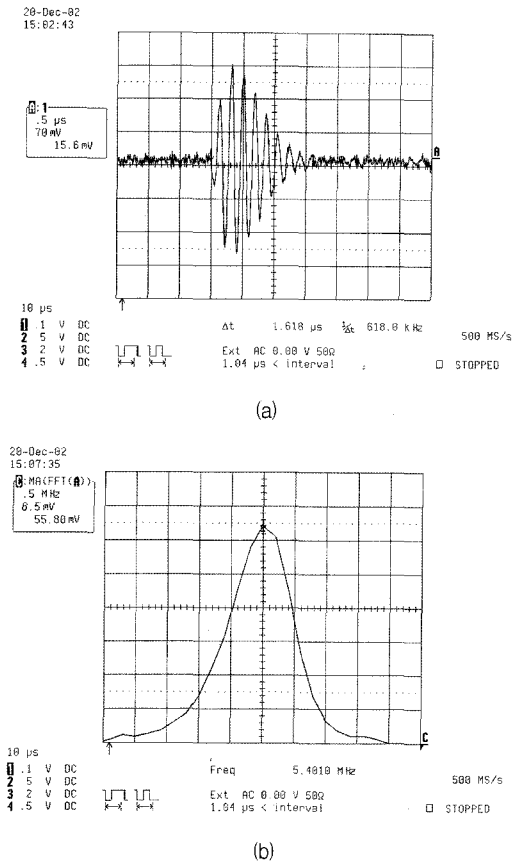 20-Dec-02
15:02:43
A:1
.5 µs
70 mV
15.6 mV
A
10 µs
1 .1 V DC
2 5 V DC
3 2 V DC
4 .5 V DC
Δt 1.618 µs 1/Δt 618.0 kHz
Ext AC 0.00 V 50Ω
1.04 µs < interval
500 MS/s
□ STOPPED
(a)
20-Dec-02
15:07:35
:MA(FFT(A))
.5 MHz
8.5 mV
55.80 mV
C
10 µs
1 .1 V DC
2 5 V DC
3 2 V DC
4 .5 V DC
Freq 5.4010 MHz
Ext AC 0.00 V 50Ω
1.04 µs < interval
500 MS/s
□ STOPPED
(b)